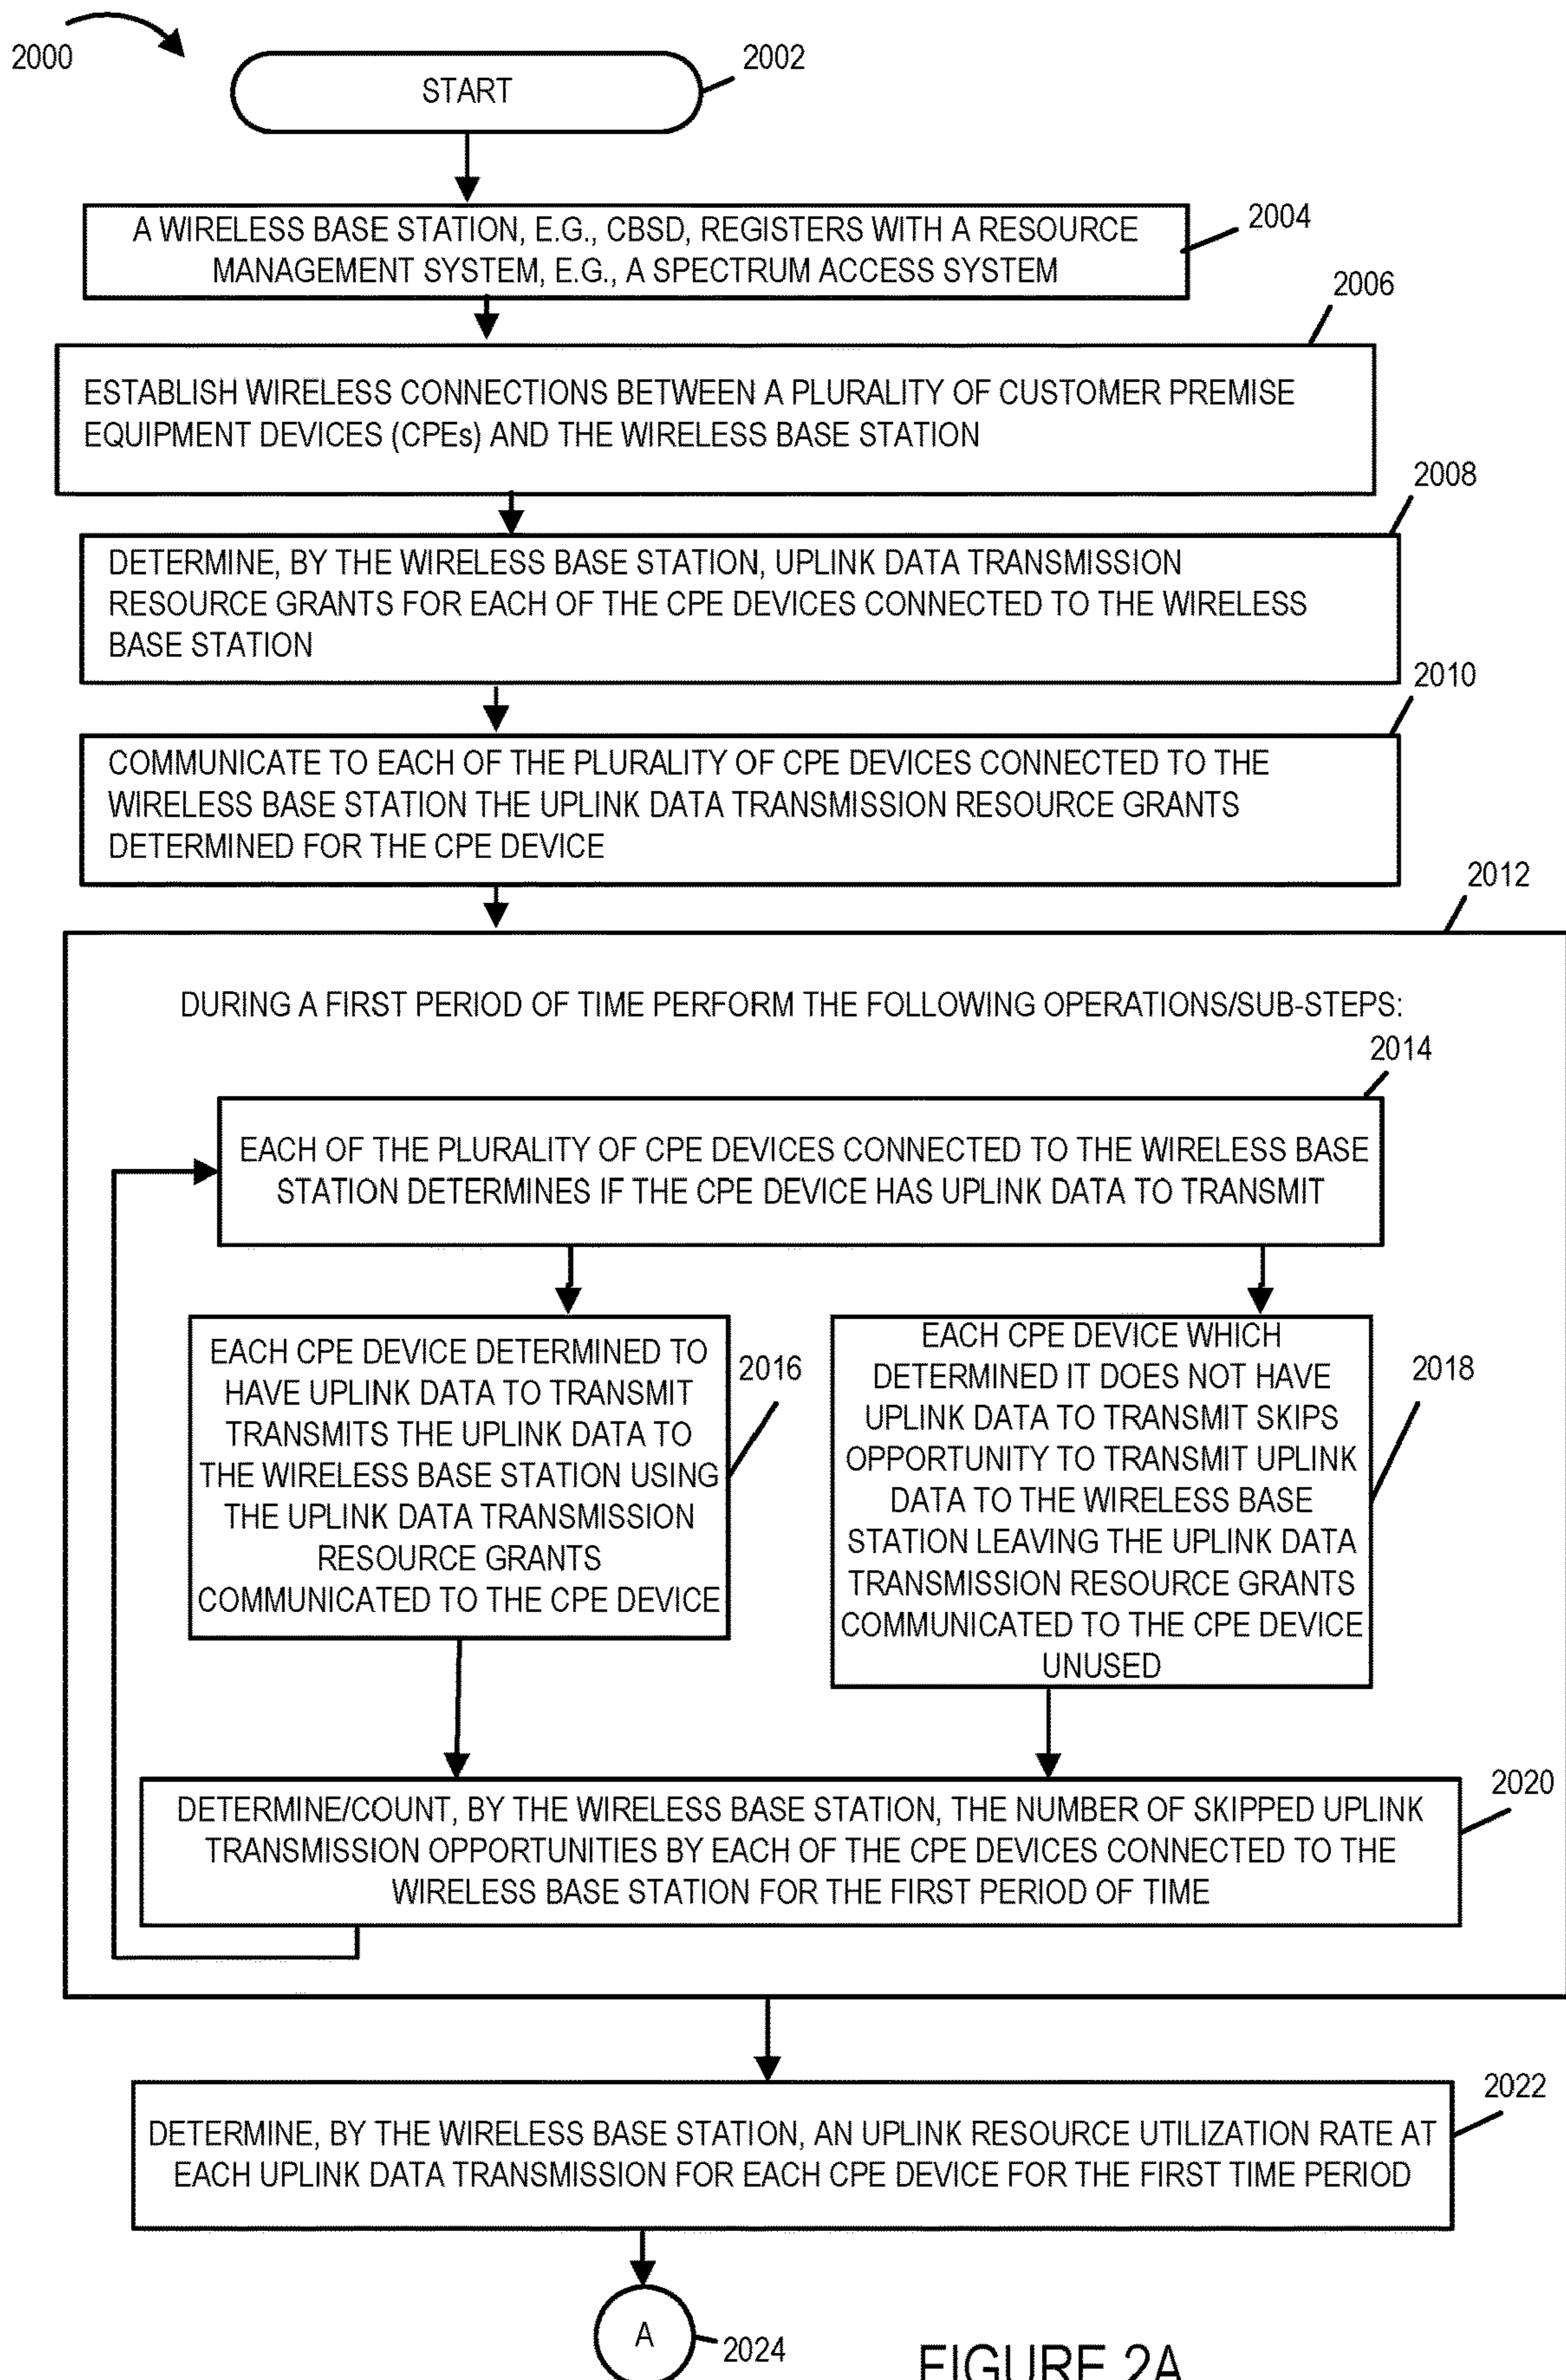 2000
START
2002
A WIRELESS BASE STATION, E.G., CBSD, REGISTERS WITH A RESOURCE
MANAGEMENT SYSTEM, E.G., A SPECTRUM ACCESS SYSTEM
2004
2006
ESTABLISH WIRELESS CONNECTIONS BETWEEN A PLURALITY OF CUSTOMER PREMISE
EQUIPMENT DEVICES (CPEs) AND THE WIRELESS BASE STATION
2008
DETERMINE, BY THE WIRELESS BASE STATION, UPLINK DATA TRANSMISSION
RESOURCE GRANTS FOR EACH OF THE CPE DEVICES CONNECTED TO THE WIRELESS
BASE STATION
2010
COMMUNICATE TO EACH OF THE PLURALITY OF CPE DEVICES CONNECTED TO THE
WIRELESS BASE STATION THE UPLINK DATA TRANSMISSION RESOURCE GRANTS
DETERMINED FOR THE CPE DEVICE
2012
DURING A FIRST PERIOD OF TIME PERFORM THE FOLLOWING OPERATIONS/SUB-STEPS:
2014
EACH OF THE PLURALITY OF CPE DEVICES CONNECTED TO THE WIRELESS BASE
STATION DETERMINES IF THE CPE DEVICE HAS UPLINK DATA TO TRANSMIT
EACH CPE DEVICE DETERMINED TO
HAVE UPLINK DATA TO TRANSMIT
TRANSMITS THE UPLINK DATA TO
THE WIRELESS BASE STATION USING
THE UPLINK DATA TRANSMISSION
RESOURCE GRANTS
COMMUNICATED TO THE CPE DEVICE
2016
EACH CPE DEVICE WHICH
DETERMINED IT DOES NOT HAVE
UPLINK DATA TO TRANSMIT SKIPS
OPPORTUNITY TO TRANSMIT UPLINK
DATA TO THE WIRELESS BASE
STATION LEAVING THE UPLINK DATA
TRANSMISSION RESOURCE GRANTS
COMMUNICATED TO THE CPE DEVICE
UNUSED
2018
DETERMINE/COUNT, BY THE WIRELESS BASE STATION, THE NUMBER OF SKIPPED UPLINK
TRANSMISSION OPPORTUNITIES BY EACH OF THE CPE DEVICES CONNECTED TO THE
WIRELESS BASE STATION FOR THE FIRST PERIOD OF TIME
2020
2022
DETERMINE, BY THE WIRELESS BASE STATION, AN UPLINK RESOURCE UTILIZATION RATE AT
EACH UPLINK DATA TRANSMISSION FOR EACH CPE DEVICE FOR THE FIRST TIME PERIOD
A
2024
FIGURE 2A